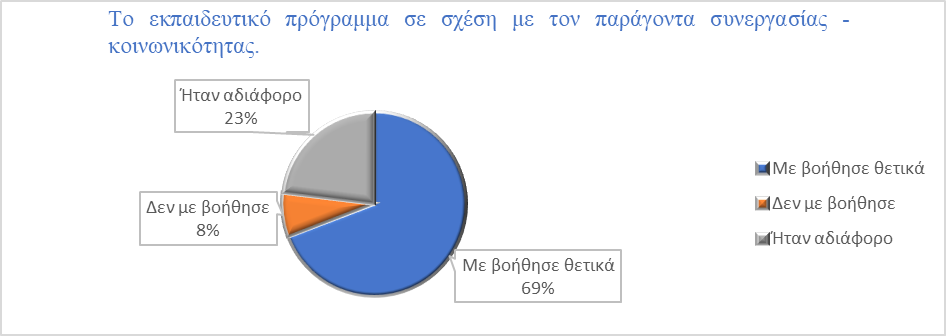 Το εκπαιδευτικό πρόγραμμα σε σχέση με τον παράγοντα συνεργασίας -
κοινωνικότητας.
Ήταν αδιάφορο
23%
Δεν με βοήθησε
8%
Με βοήθησε θετικά
69%
Με βοήθησε θετικά
Δεν με βοήθησε
Ήταν αδιάφορο